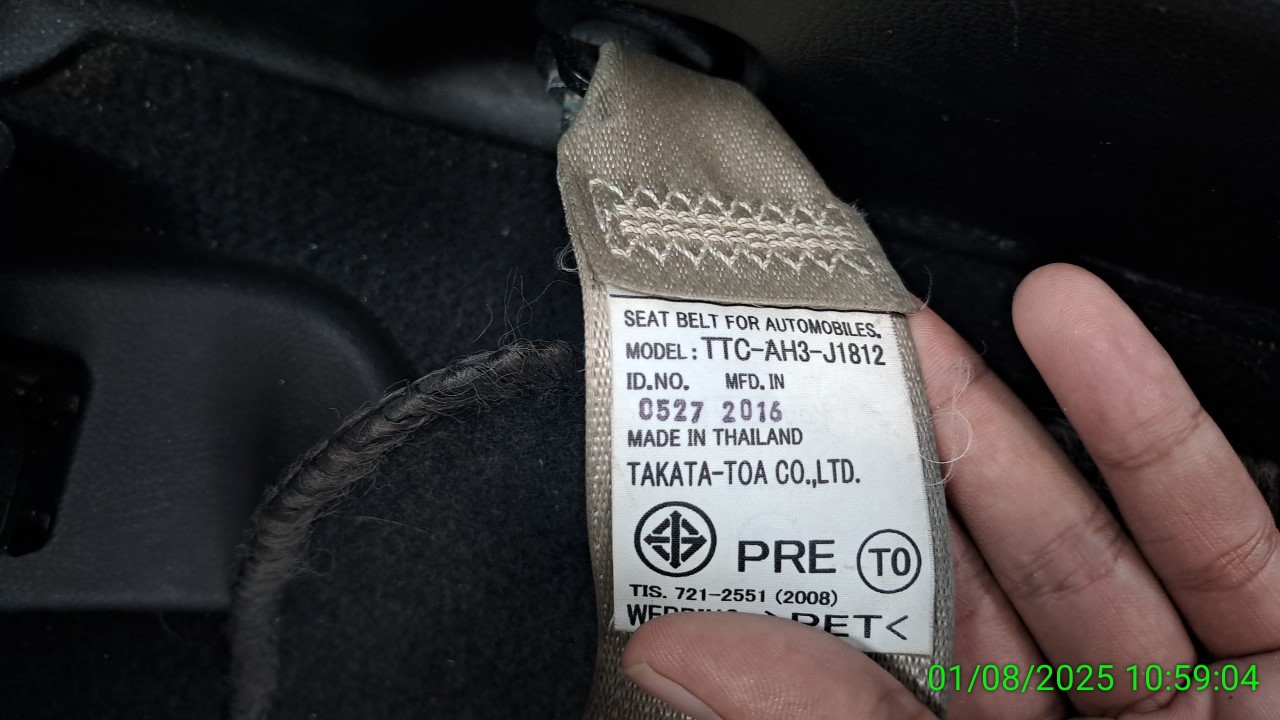 SEAT BELT FOR AUTOMOBILES.
MODEL: TTC-AH3-J1812
ID.NO. MFD. IN
0527 2016
MADE IN THAILAND
TAKATA-TOA CO.,LTD.
PRE TO
TIS. 721-2551 (2008)
>PET<
01/08/2025 10:59:04